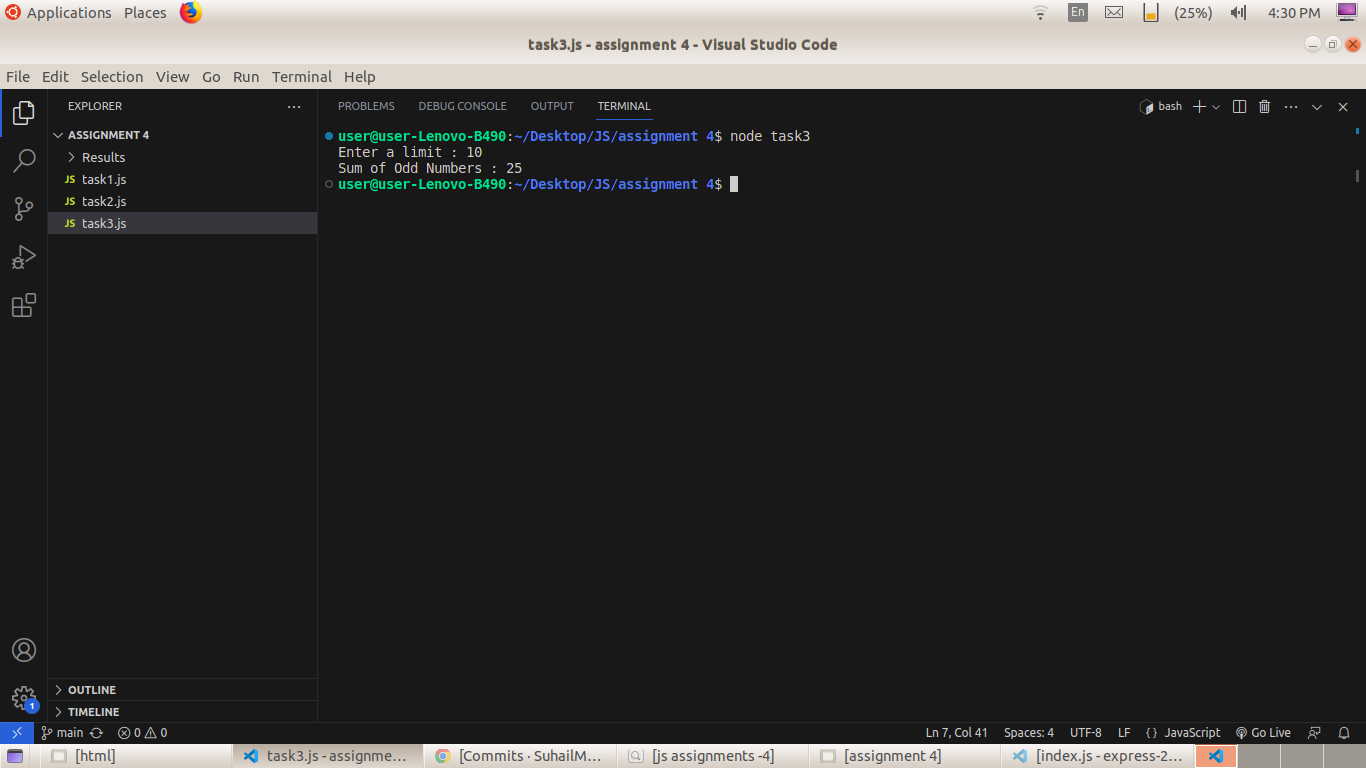 Applications Places En (25%) 4:30 PM
task3.js - assignment 4 - Visual Studio Code
File Edit Selection View Go Run Terminal Help
EXPLORER ··· PROBLEMS DEBUG CONSOLE OUTPUT TERMINAL bash
ASSIGNMENT 4
Results
JS task1.js
JS task2.js
JS task3.js
user@user-Lenovo-B490:~/Desktop/JS/assignment 4$ node task3
Enter a limit : 10
Sum of Odd Numbers : 25
user@user-Lenovo-B490:~/Desktop/JS/assignment 4$
OUTLINE
1
TIMELINE
main 0 0 Ln 7, Col 41 Spaces: 4 UTF-8 LF {} JavaScript Go Live
[html] task3.js - assignme... [Commits · SuhailM... [js assignments -4] [assignment 4] [index.js - express-2...